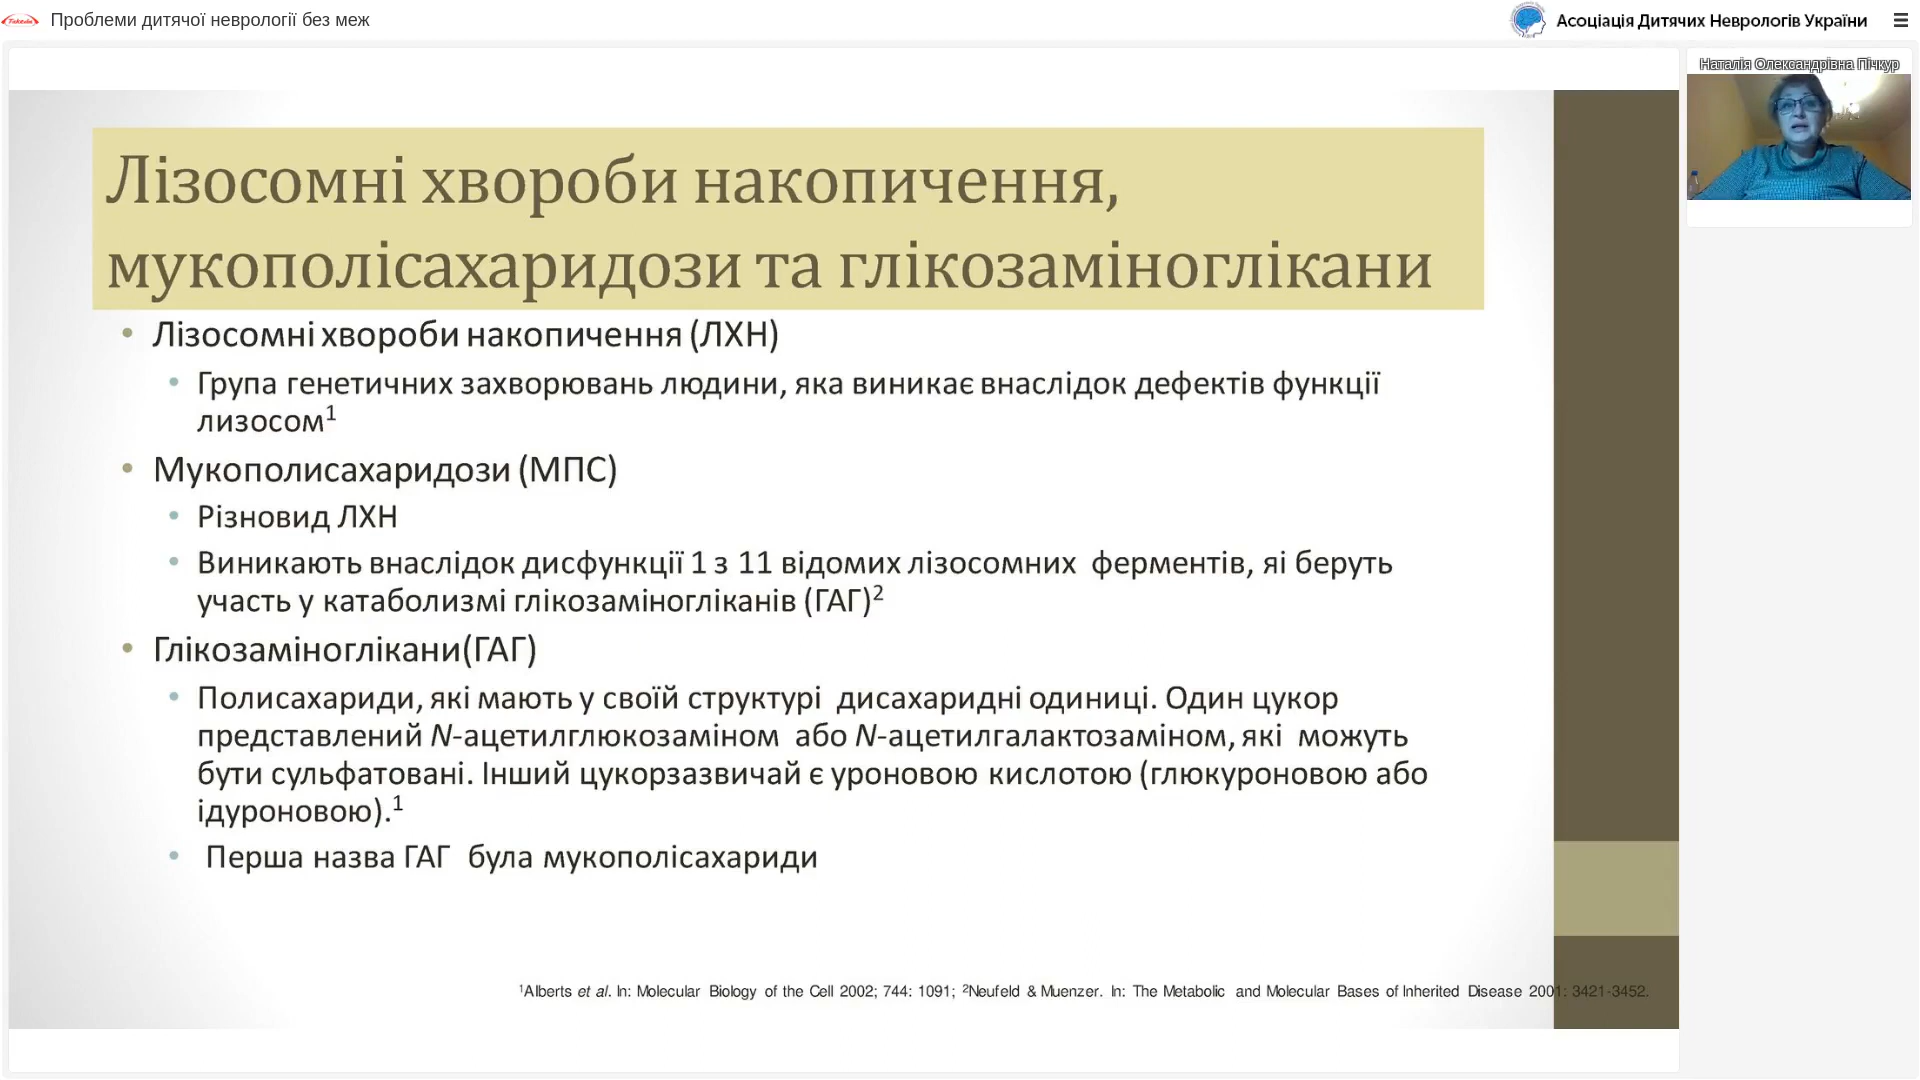 Takeda Проблеми дитячої неврології без меж
Асоціація Дитячих Неврологів України
Наталія Олександрівна Пічкур
Лізосомні хвороби накопичення,
мукополісахаридози та глікозаміноглікани
• Лізосомні хвороби накопичення (ЛХН)
• Група генетичних захворювань людини, яка виникає внаслідок дефектів функції
лизосом¹
• Мукополисахаридози (МПС)
• Різновид ЛХН
• Виникають внаслідок дисфункції 1 з 11 відомих лізосомних ферментів, яі беруть
участь у катаболизмі глікозаміногліканів (ГАГ)²
• Глікозаміноглікани(ГАГ)
• Полисахариди, які мають у своїй структурі дисахаридні одиниці. Один цукор
представлений N-ацетилглюкозаміном або N-ацетилгалактозаміном, які можуть
бути сульфатовані. Інший цукорзазвичай є уроновою кислотою (глюкуроновою або
ідуроновою).¹
• Перша назва ГАГ була мукополісахариди
¹Alberts et al. In: Molecular Biology of the Cell 2002; 744: 1091; ²Neufeld & Muenzer. In: The Metabolic and Molecular Bases of Inherited Disease 2001: 3421-3452.